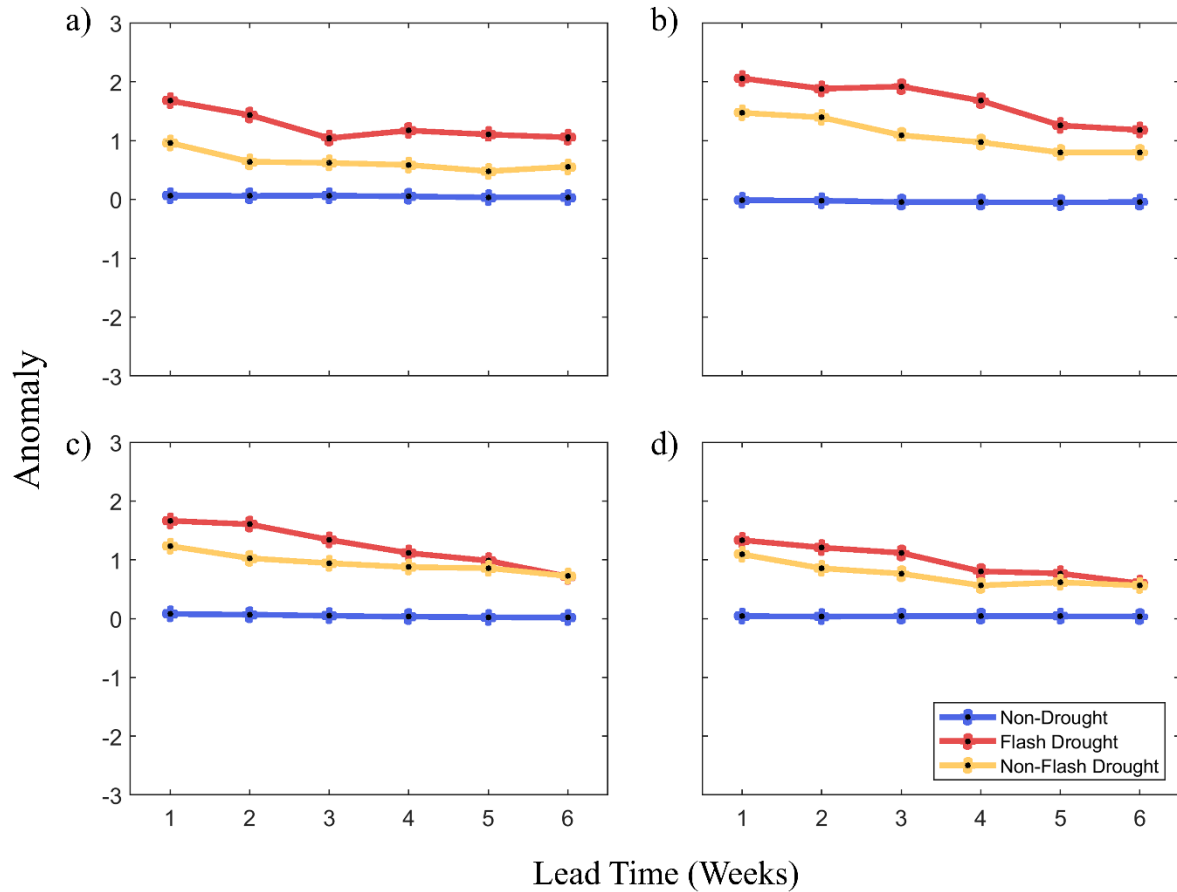 a)
3
2
1
0
-1
-2
-3
b)
Anomaly
c)
3
2
1
0
-1
-2
-3
1 2 3 4 5 6
d)
Non-Drought
Flash Drought
Non-Flash Drought
1 2 3 4 5 6
Lead Time (Weeks)